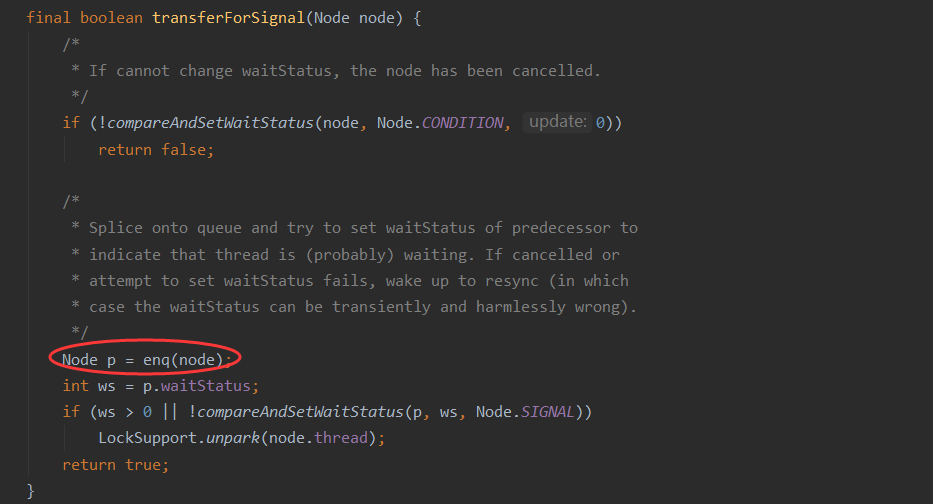 final boolean transferForSignal(Node node) {
/*
* If cannot change waitStatus, the node has been cancelled.
*/
if (!compareAndSetWaitStatus(node, Node.CONDITION, update: 0))
return false;
/*
* Splice onto queue and try to set waitStatus of predecessor to
* indicate that thread is (probably) waiting. If cancelled or
* attempt to set waitStatus fails, wake up to resync (in which
* case the waitStatus can be transiently and harmlessly wrong).
*/
Node p = enq(node);
int ws = p.waitStatus;
if (ws > 0 || !compareAndSetWaitStatus(p, ws, Node.SIGNAL))
LockSupport.unpark(node.thread);
return true;
}